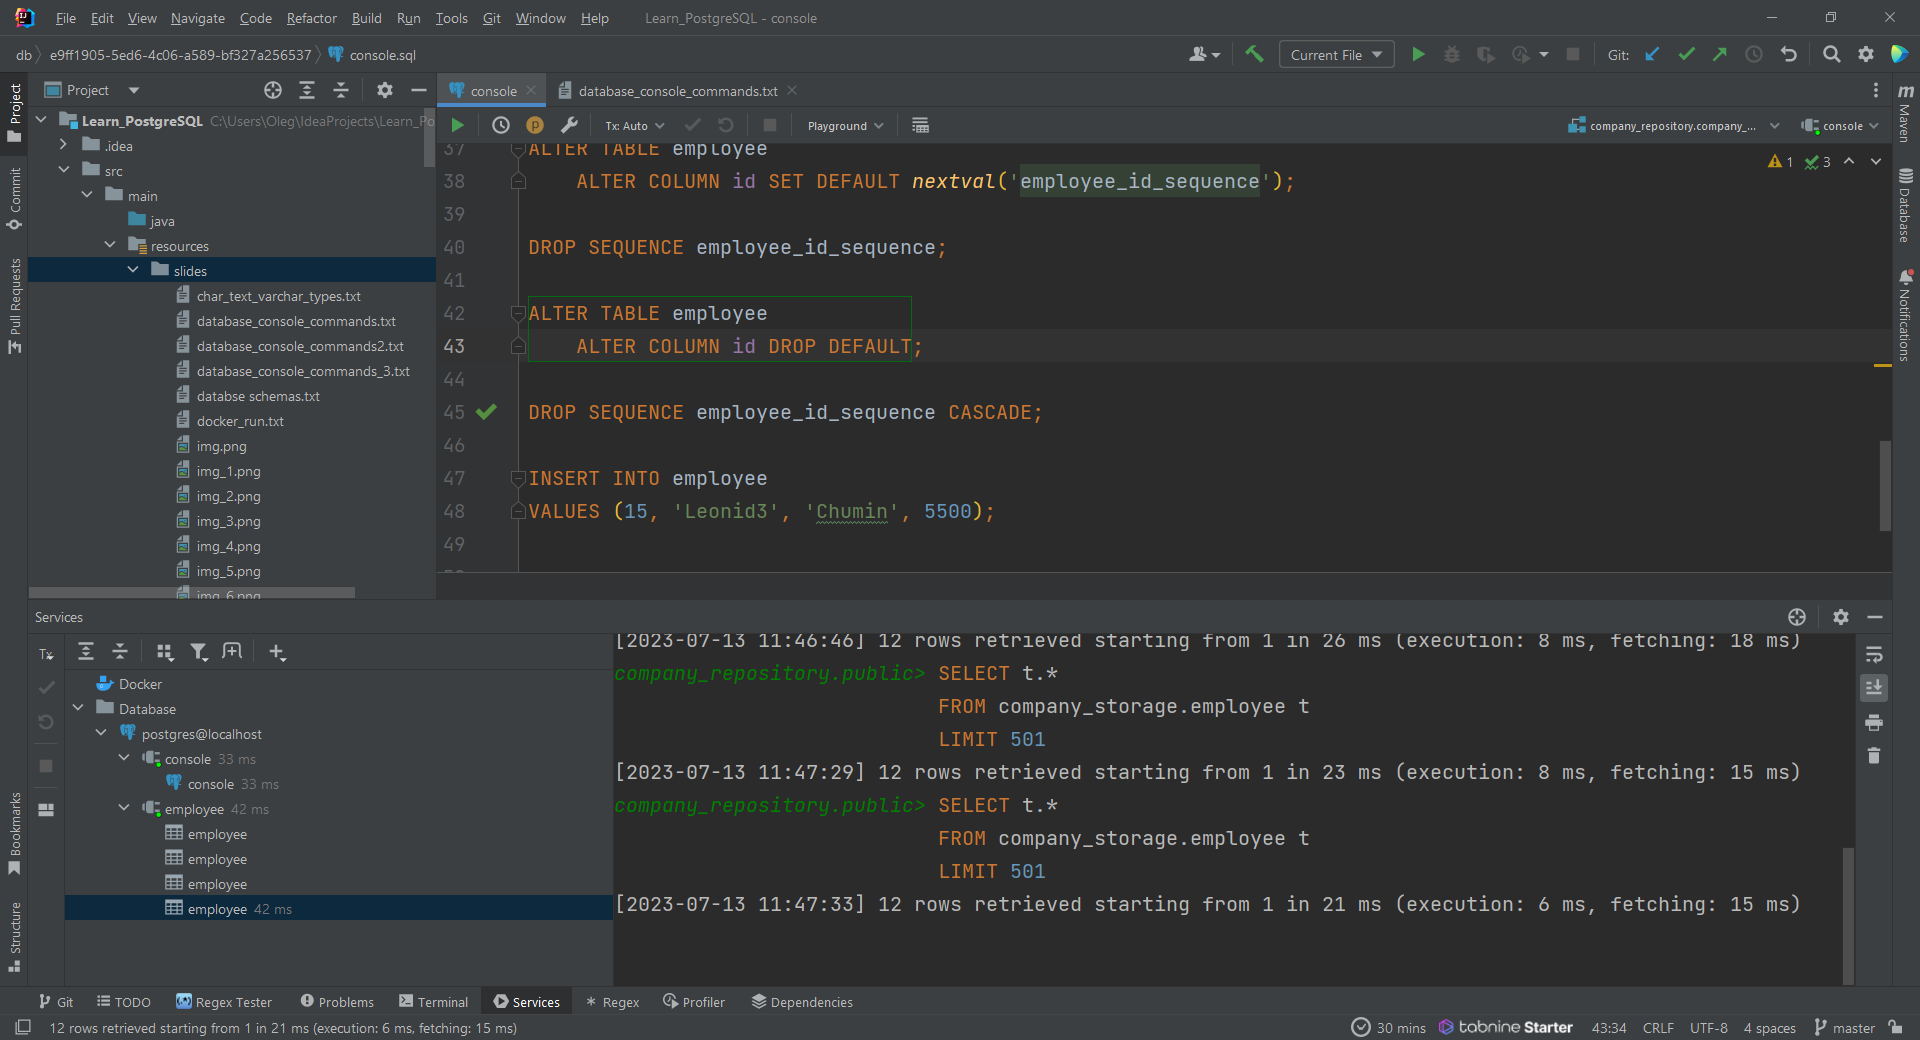 File Edit View Navigate Code Refactor Build Run Tools Git Window Help Learn_PostgreSQL - console
db e9ff1905-5ed6-4c06-a589-bf327a256537 console.sql
Current File
Git:
Project
console
database_console_commands.txt
Learn_PostgreSQL C:\Users\Oleg\IdeaProjects\Learn_Po
.idea
src
main
java
resources
slides
char_text_varchar_types.txt
database_console_commands.txt
database_console_commands2.txt
database_console_commands_3.txt
databse schemas.txt
docker_run.txt
img.png
img_1.png
img_2.png
img_3.png
img_4.png
img_5.png
img_6.png
Tx: Auto
Playground
company_repository.company_...
console
1 3
37 ALTER TABLE employee
38 ALTER COLUMN id SET DEFAULT nextval('employee_id_sequence');
39
40 DROP SEQUENCE employee_id_sequence;
41
42 ALTER TABLE employee
43 ALTER COLUMN id DROP DEFAULT;
44
45 DROP SEQUENCE employee_id_sequence CASCADE;
46
47 INSERT INTO employee
48 VALUES (15, 'Leonid3', 'Chumin', 5500);
49
Project
Commit
Pull Requests
Bookmarks
Structure
Maven
Database
Notifications
Services
Tx
Docker
Database
postgres@localhost
console 33 ms
console 33 ms
employee 42 ms
employee
employee
employee
employee 42 ms
[2023-07-13 11:46:46] 12 rows retrieved starting from 1 in 26 ms (execution: 8 ms, fetching: 18 ms)
company_repository.public> SELECT t.*
FROM company_storage.employee t
LIMIT 501
[2023-07-13 11:47:29] 12 rows retrieved starting from 1 in 23 ms (execution: 8 ms, fetching: 15 ms)
company_repository.public> SELECT t.*
FROM company_storage.employee t
LIMIT 501
[2023-07-13 11:47:33] 12 rows retrieved starting from 1 in 21 ms (execution: 6 ms, fetching: 15 ms)
Git TODO Regex Tester Problems Terminal Services Regex Profiler Dependencies
12 rows retrieved starting from 1 in 21 ms (execution: 6 ms, fetching: 15 ms)
30 mins tabnine Starter 43:34 CRLF UTF-8 4 spaces master